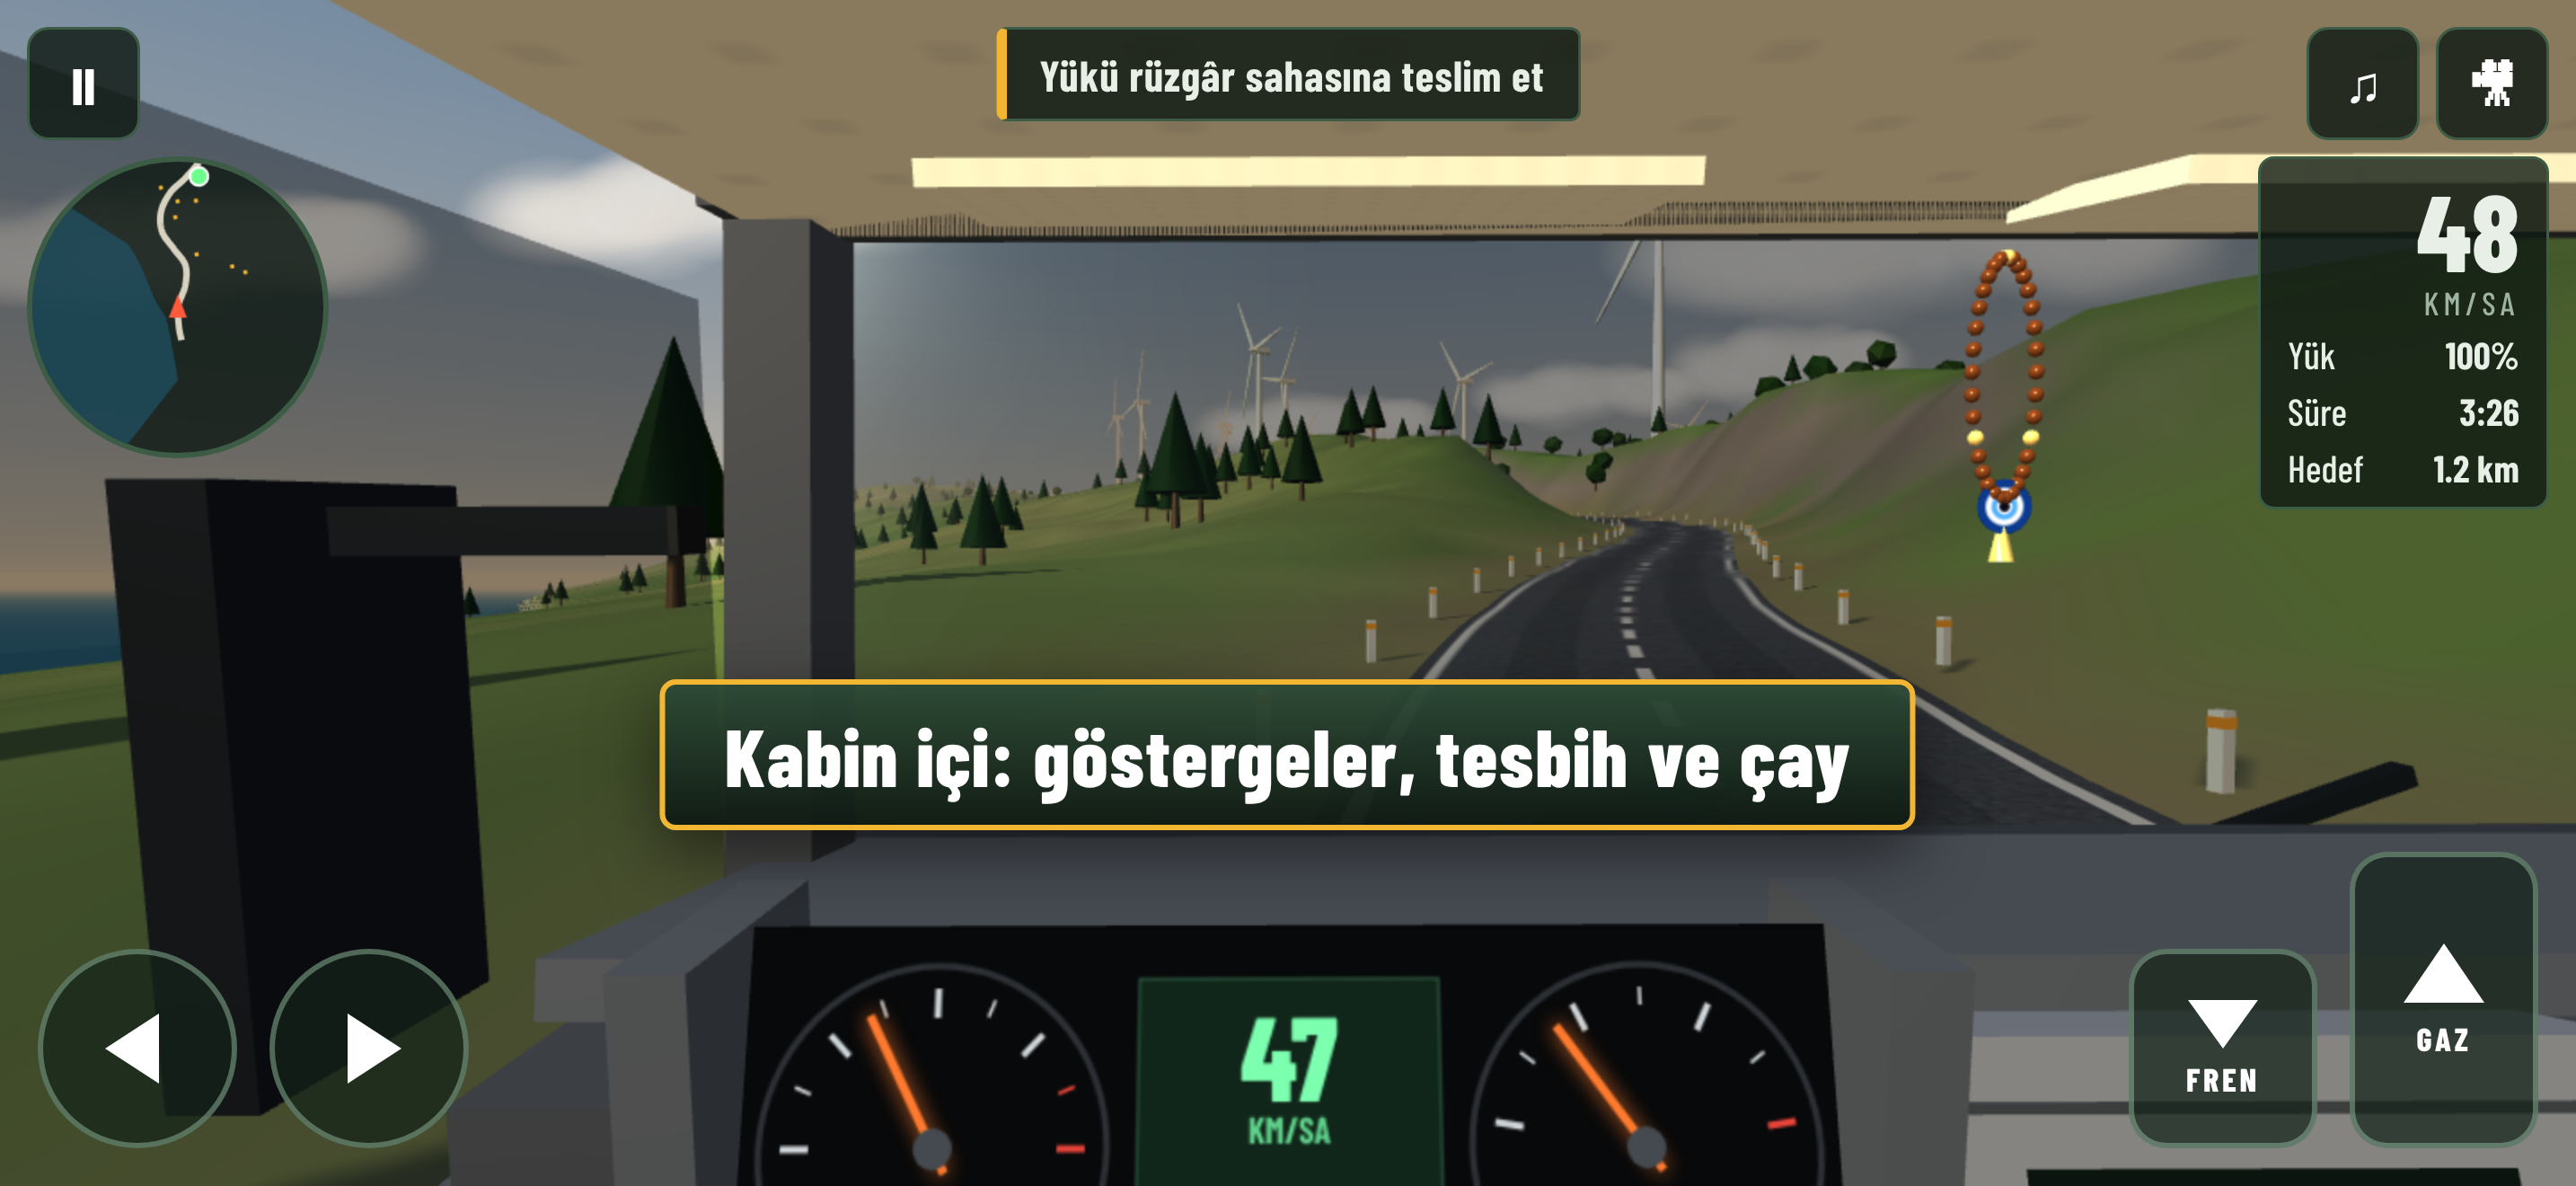 Yükü rüzgâr sahasına teslim et
48
KM/SA
Yük 100%
Süre 3:26
Hedef 1.2 km
Kabin içi: göstergeler, tesbih ve çay
47
KM/SA
FREN
GAZ